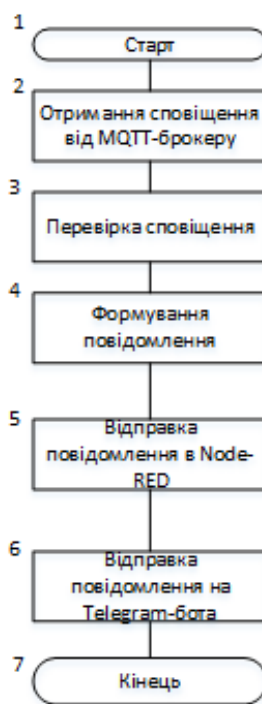 1
Старт
2
Отримання сповіщення
від MQTT-брокеру
3
Перевірка сповіщення
4
Формування
повідомлення
5
Відправка
повідомлення в Node-
RED
6
Відправка
повідомлення на
Telegram-бота
7
Кінець